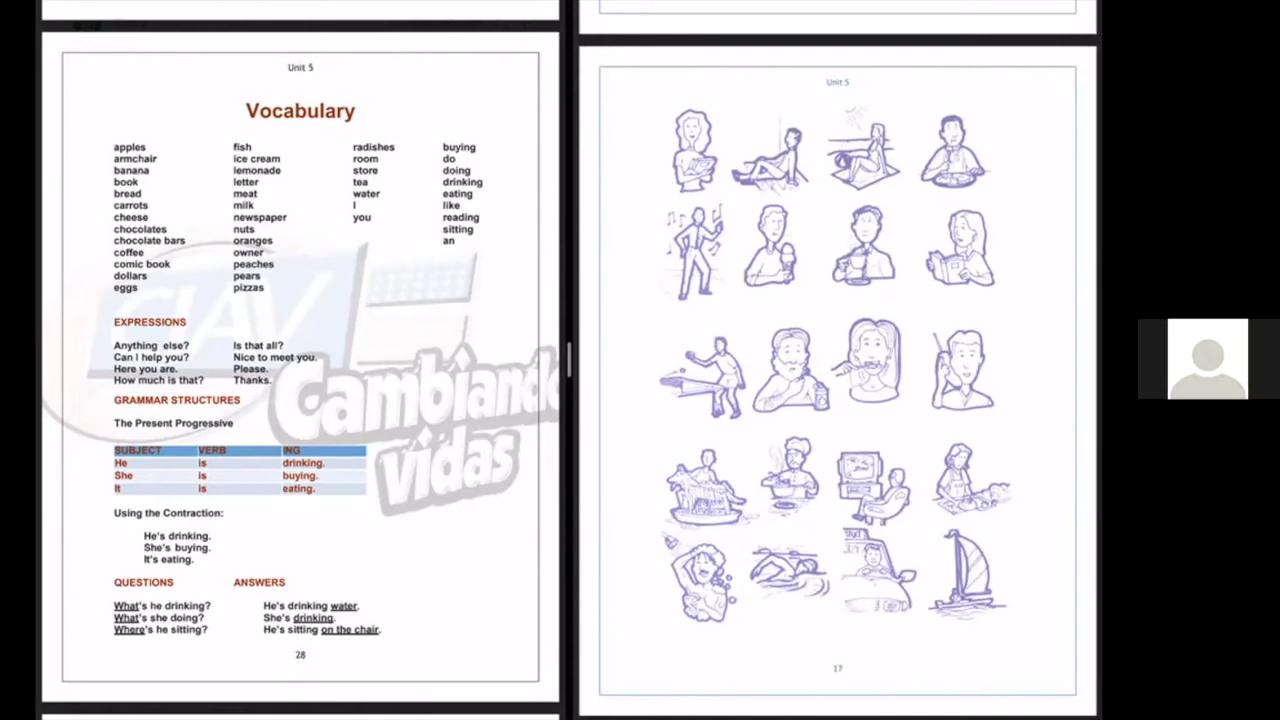 Unit 5
Vocabulary
apples fish radishes buying
armchair ice cream room do
banana lemonade store doing
book letter tea drinking
bread meat water eating
carrots milk I like
cheese newspaper you reading
chocolates nuts sitting
chocolate bars oranges an
coffee owner
comic book peaches
dollars pears
eggs pizzas
EXPRESSIONS
Anything else? Is that all?
Can I help you? Nice to meet you.
Here you are. Please.
How much is that? Thanks.
GRAMMAR STRUCTURES
The Present Progressive
SUBJECT VERB ING
He is drinking.
She is buying.
It is eating.
Using the Contraction:
He's drinking.
She's buying.
It's eating.
QUESTIONS ANSWERS
What's he drinking? He's drinking water.
What's she doing? She's drinking.
Where's he sitting? He's sitting on the chair.
28
CIAV
Cambiando
vidas
Unit 5
17